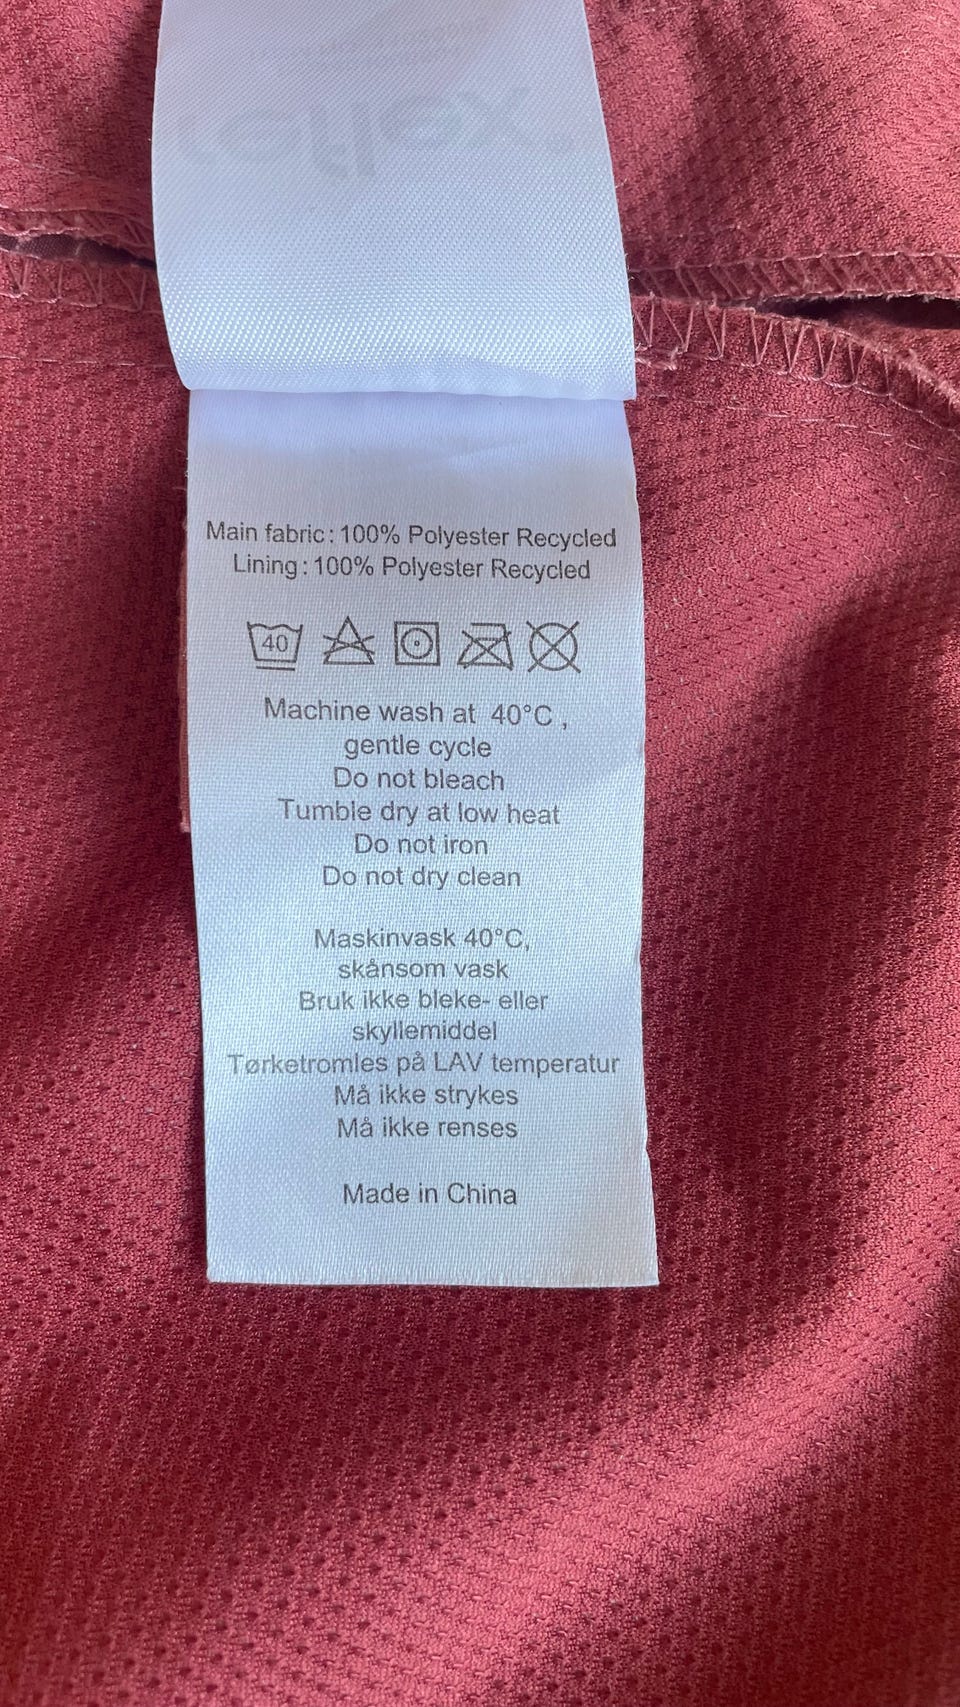 Main fabric: 100% Polyester Recycled
Lining: 100% Polyester Recycled
40
Machine wash at 40°C,
gentle cycle
Do not bleach
Tumble dry at low heat
Do not iron
Do not dry clean
Maskinvask 40°C,
skånsom vask
Bruk ikke bleke- eller
skyllemiddel
Tørketromles på LAV temperatur
Må ikke strykes
Må ikke renses
Made in China